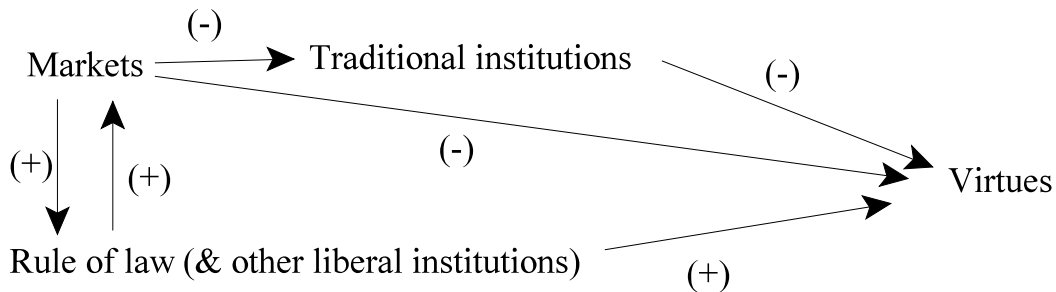 (-)
Markets
Traditional institutions
(-)
(-)
(+)
(+)
Virtues
Rule of law (& other liberal institutions)
(+)